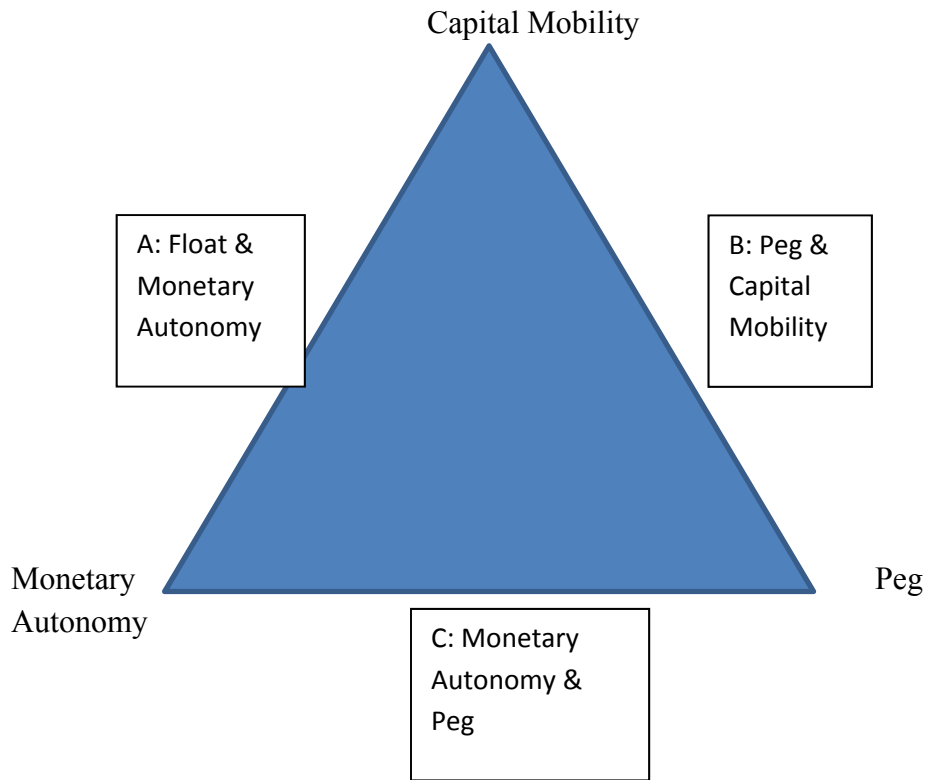 Capital Mobility
A: Float &
Monetary
Autonomy
B: Peg &
Capital
Mobility
Monetary
Autonomy
Peg
C: Monetary
Autonomy &
Peg